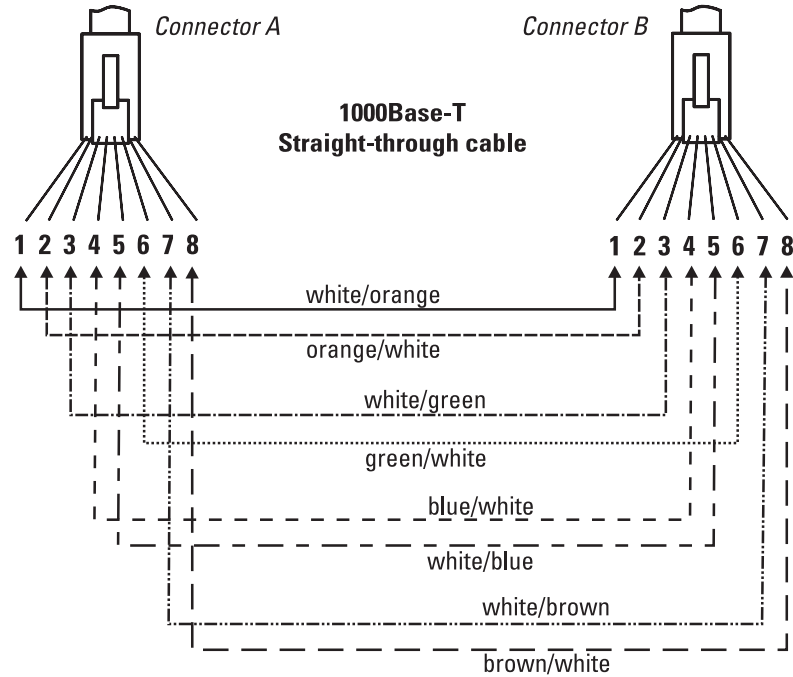 Connector A
Connector B
1000Base-T
Straight-through cable
1 2 3 4 5 6 7 8
1 2 3 4 5 6 7 8
white/orange
orange/white
white/green
green/white
blue/white
white/blue
white/brown
brown/white